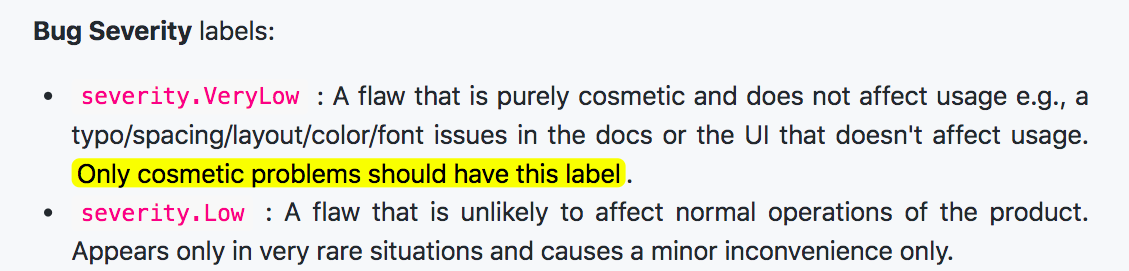 Bug Severity labels:
• severity.VeryLow : A flaw that is purely cosmetic and does not affect usage e.g., a
typo/spacing/layout/color/font issues in the docs or the UI that doesn't affect usage.
Only cosmetic problems should have this label.
• severity.Low : A flaw that is unlikely to affect normal operations of the product.
Appears only in very rare situations and causes a minor inconvenience only.